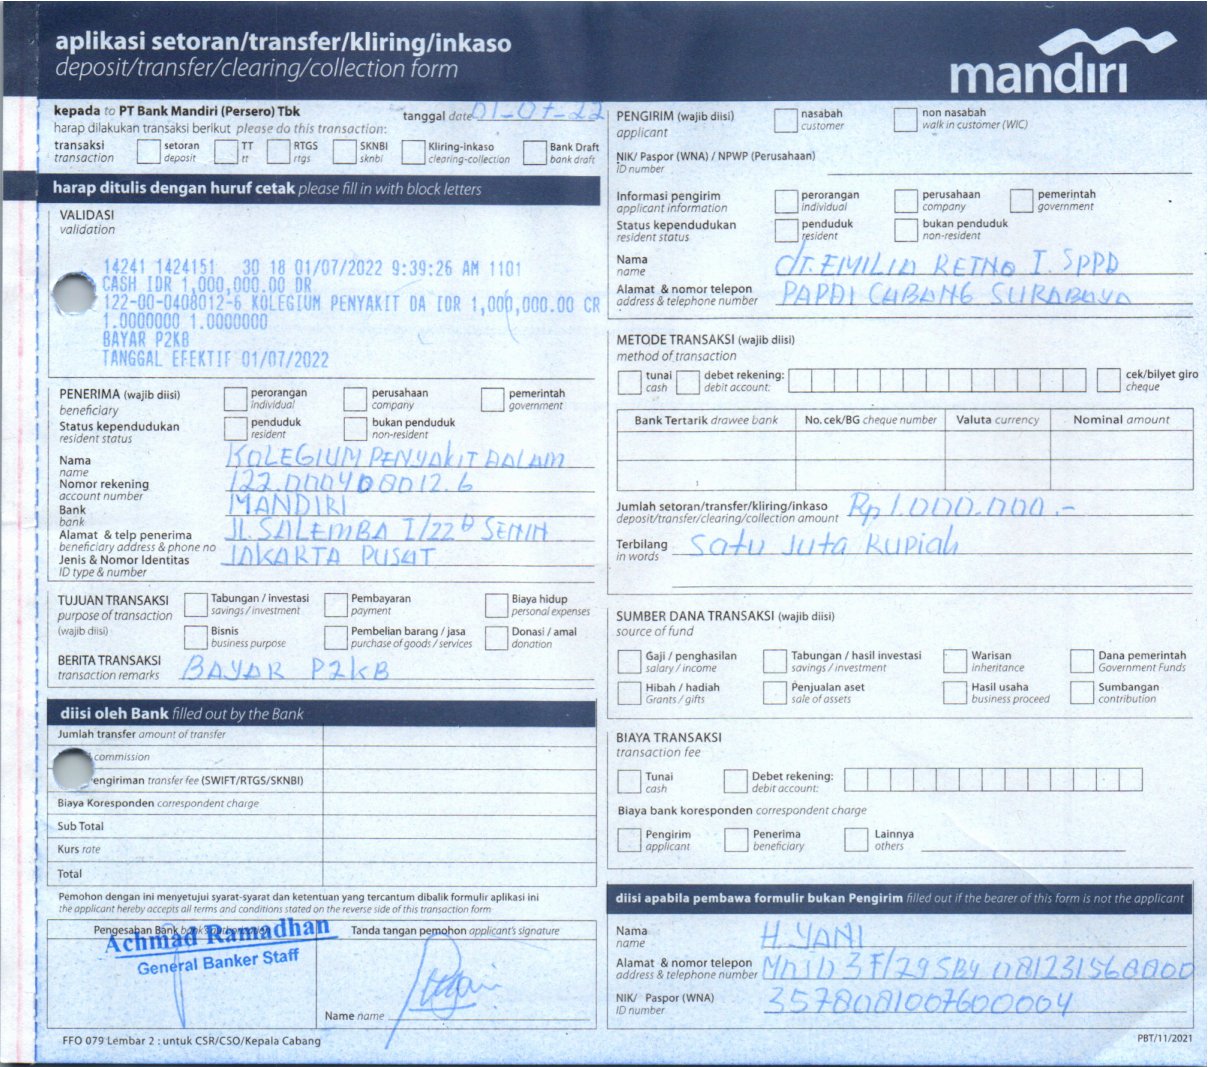 aplikasi setoran/transfer/kliring/inkaso
deposit/transfer/clearing/collection form
mandiri
kepada to PT Bank Mandiri (Persero) Tbk
tanggal date 01-07-22
harap dilakukan transaksi berikut please do this transaction:
transaksi transaction
setoran deposit
TT tt
RTGS rtgs
SKNBI sknbi
Kliring-inkaso clearing-collection
Bank Draft bank draft
harap ditulis dengan huruf cetak please fill in with block letters
VALIDASI
validation
14241 1424151 30 18 01/07/2022 9:39:26 AM 1101
CASH IDR 1,000,000.00 DR
122-00-0408012-6 KOLEGIUM PENYAKIT DA IDR 1,000,000.00 CR
1.0000000 1.0000000
BAYAR P2KB
TANGGAL EFEKTIF 01/07/2022
PENERIMA (wajib diisi)
beneficiary
perorangan individual
perusahaan company
pemerintah government
Status kependudukan
resident status
penduduk resident
bukan penduduk non-resident
Nama KOLEGIUM PENYAKIT DALAM
name
Nomor rekening 122.0004080012.6
account number
Bank MANDIRI
bank
Alamat & telp penerima Jl. SALEMBA I/22 SENIN
beneficiary address & phone no
Jenis & Nomor Identitas JAKARTA PUSAT
ID type & number
TUJUAN TRANSAKSI
purpose of transaction
(wajib diisi)
Tabungan / investasi savings / investment
Pembayaran payment
Biaya hidup personal expenses
Bisnis business purpose
Pembelian barang / jasa purchase of goods / services
Donasi / amal donation
BERITA TRANSAKSI BAYAR P2KB
transaction remarks
diisi oleh Bank filled out by the Bank
Jumlah transfer amount of transfer
commission
engiriman transfer fee (SWIFT/RTGS/SKNBI)
Biaya Koresponden correspondent charge
Sub Total
Kurs rate
Total
Pemohon dengan ini menyetujui syarat-syarat dan ketentuan yang tercantum dibalik formulir aplikasi ini
the applicant hereby accepts all terms and conditions stated on the reverse side of this transaction form
Pengesahan Bank bank's authorization
Tanda tangan pemohon applicant's signature
Achmad Ramadhan
General Banker Staff
Name name
FFO 079 Lembar 2 : untuk CSR/CSO/Kepala Cabang
PENGIRIM (wajib diisi)
applicant
nasabah customer
non nasabah walk in customer (WIC)
NIK/ Paspor (WNA) / NPWP (Perusahaan)
ID number
Informasi pengirim
applicant information
perorangan individual
perusahaan company
pemerintah government
Status kependudukan
resident status
penduduk resident
bukan penduduk non-resident
Nama dr. EMILIA RETNO I. SPPD
name
Alamat & nomor telepon PAPDI CABANG SURABAYA
address & telephone number
METODE TRANSAKSI (wajib diisi)
method of transaction
tunai cash
debet rekening: debit account:
cek/bilyet giro cheque
Bank Tertarik drawee bank
No. cek/BG cheque number
Valuta currency
Nominal amount
Jumlah setoran/transfer/kliring/inkaso Rp 1.000.000.-
deposit/transfer/clearing/collection amount
Terbilang Satu Juta Rupiah
in words
SUMBER DANA TRANSAKSI (wajib diisi)
source of fund
Gaji / penghasilan salary / income
Tabungan / hasil investasi savings / investment
Warisan inheritance
Dana pemerintah Government Funds
Hibah / hadiah Grants / gifts
Penjualan aset sale of assets
Hasil usaha business proceed
Sumbangan contribution
BIAYA TRANSAKSI
transaction fee
Tunai cash
Debet rekening: debit account:
Biaya bank koresponden correspondent charge
Pengirim applicant
Penerima beneficiary
Lainnya others
diisi apabila pembawa formulir bukan Pengirim filled out if the bearer of this form is not the applicant
Nama H. YANI
name
Alamat & nomor telepon 3F/29 SBY 081231560800
address & telephone number
NIK/ Paspor (WNA) 3578081007600004
ID number
PBT/11/2021